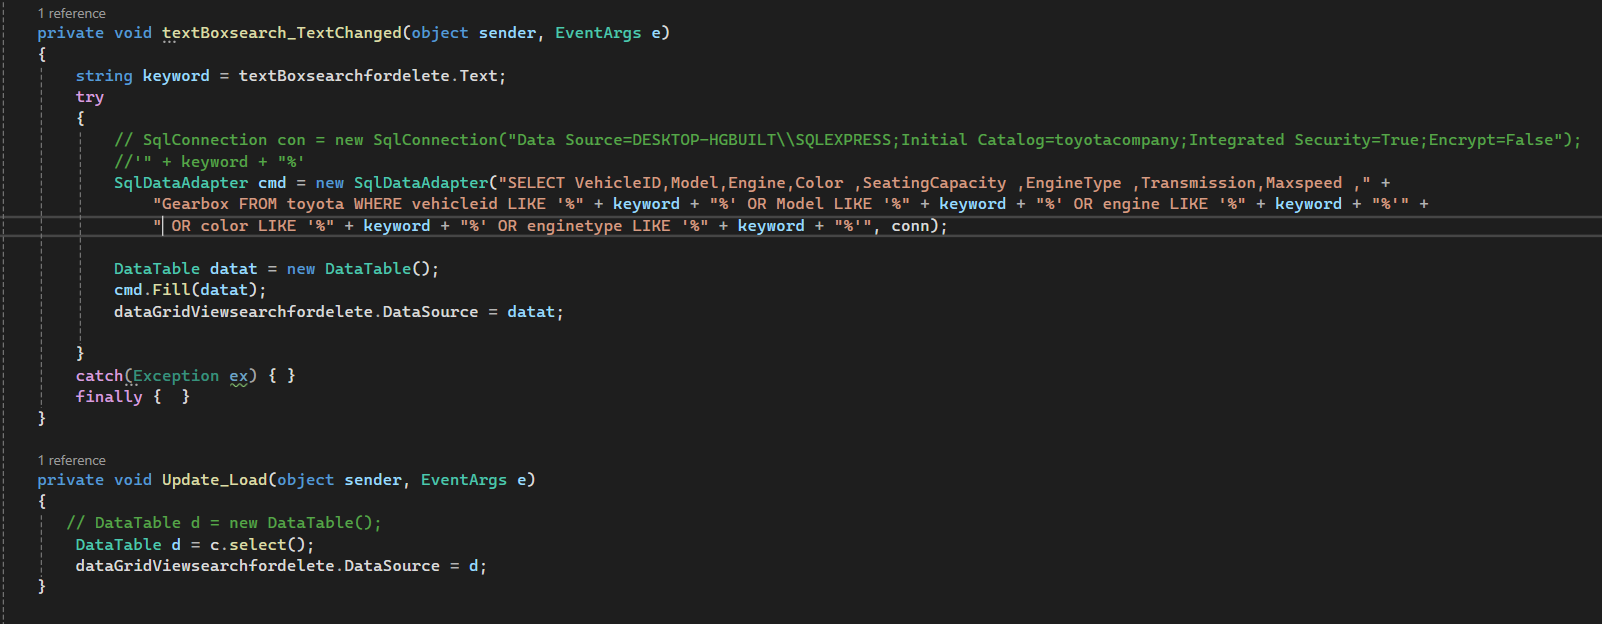 1 reference
private void textBoxsearch_TextChanged(object sender, EventArgs e)
{
string keyword = textBoxsearchfordelete.Text;
try
{
// SqlConnection con = new SqlConnection("Data Source=DESKTOP-HGBUILT\\SQLEXPRESS;Initial Catalog=toyotacompany;Integrated Security=True;Encrypt=False");
//'" + keyword + "%'
SqlDataAdapter cmd = new SqlDataAdapter("SELECT VehicleID,Model,Engine,Color ,SeatingCapacity ,EngineType ,Transmission,Maxspeed ," +
"Gearbox FROM toyota WHERE vehicleid LIKE '%" + keyword + "%' OR Model LIKE '%" + keyword + "%' OR engine LIKE '%" + keyword + "%'" +
" OR color LIKE '%" + keyword + "%' OR enginetype LIKE '%" + keyword + "%'", conn);
DataTable datat = new DataTable();
cmd.Fill(datat);
dataGridViewsearchfordelete.DataSource = datat;
}
catch(Exception ex) { }
finally {  }
}
1 reference
private void Update_Load(object sender, EventArgs e)
{
// DataTable d = new DataTable();
DataTable d = c.select();
dataGridViewsearchfordelete.DataSource = d;
}